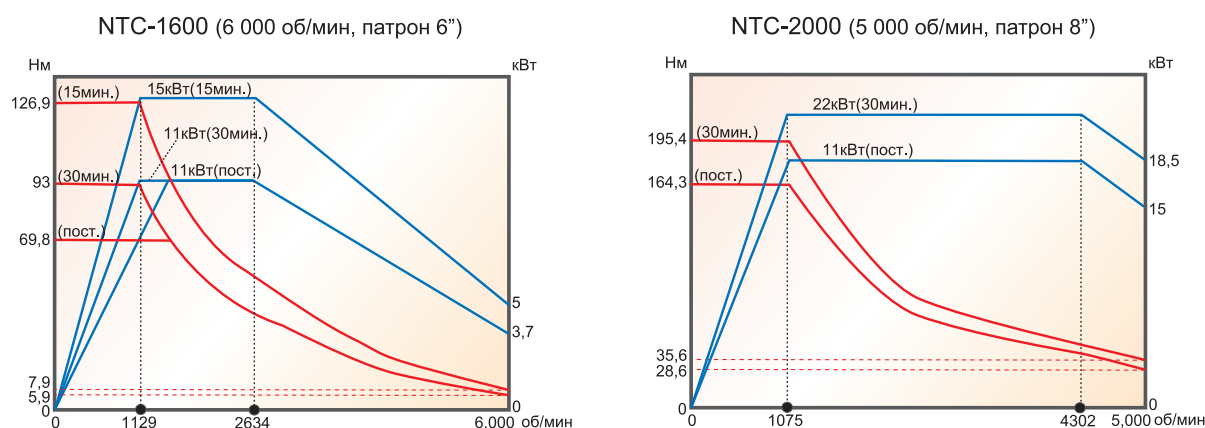 NTC-1600 (6 000 об/мин, патрон 6”)
Нм
кВт
(15мин.)
15кВт(15мин.)
126,9
11кВт(30мин.)
(30мин.)
11кВт(пост.)
93
(пост.)
69,8
5
3,7
7,9
5,9
0
0
0
1129
2634
6.000 об/мин
NTC-2000 (5 000 об/мин, патрон 8”)
Нм
кВт
22кВт(30мин.)
195,4
(30мин.)
11кВт(пост.)
18,5
164,3
(пост.)
15
35,6
28,6
0
0
0
1075
4302
5,000 об/мин